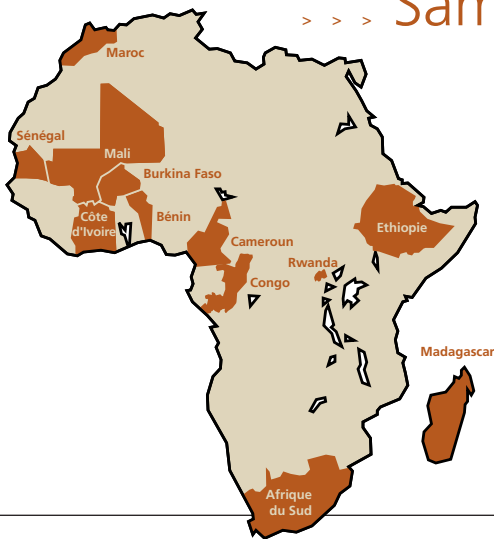 > > > Sam
Maroc
Sénégal
Mali
Burkina Faso
Côte
d'Ivoire
Bénin
Cameroun
Ethiopie
Rwanda
Congo
Madagascar
Afrique
du Sud